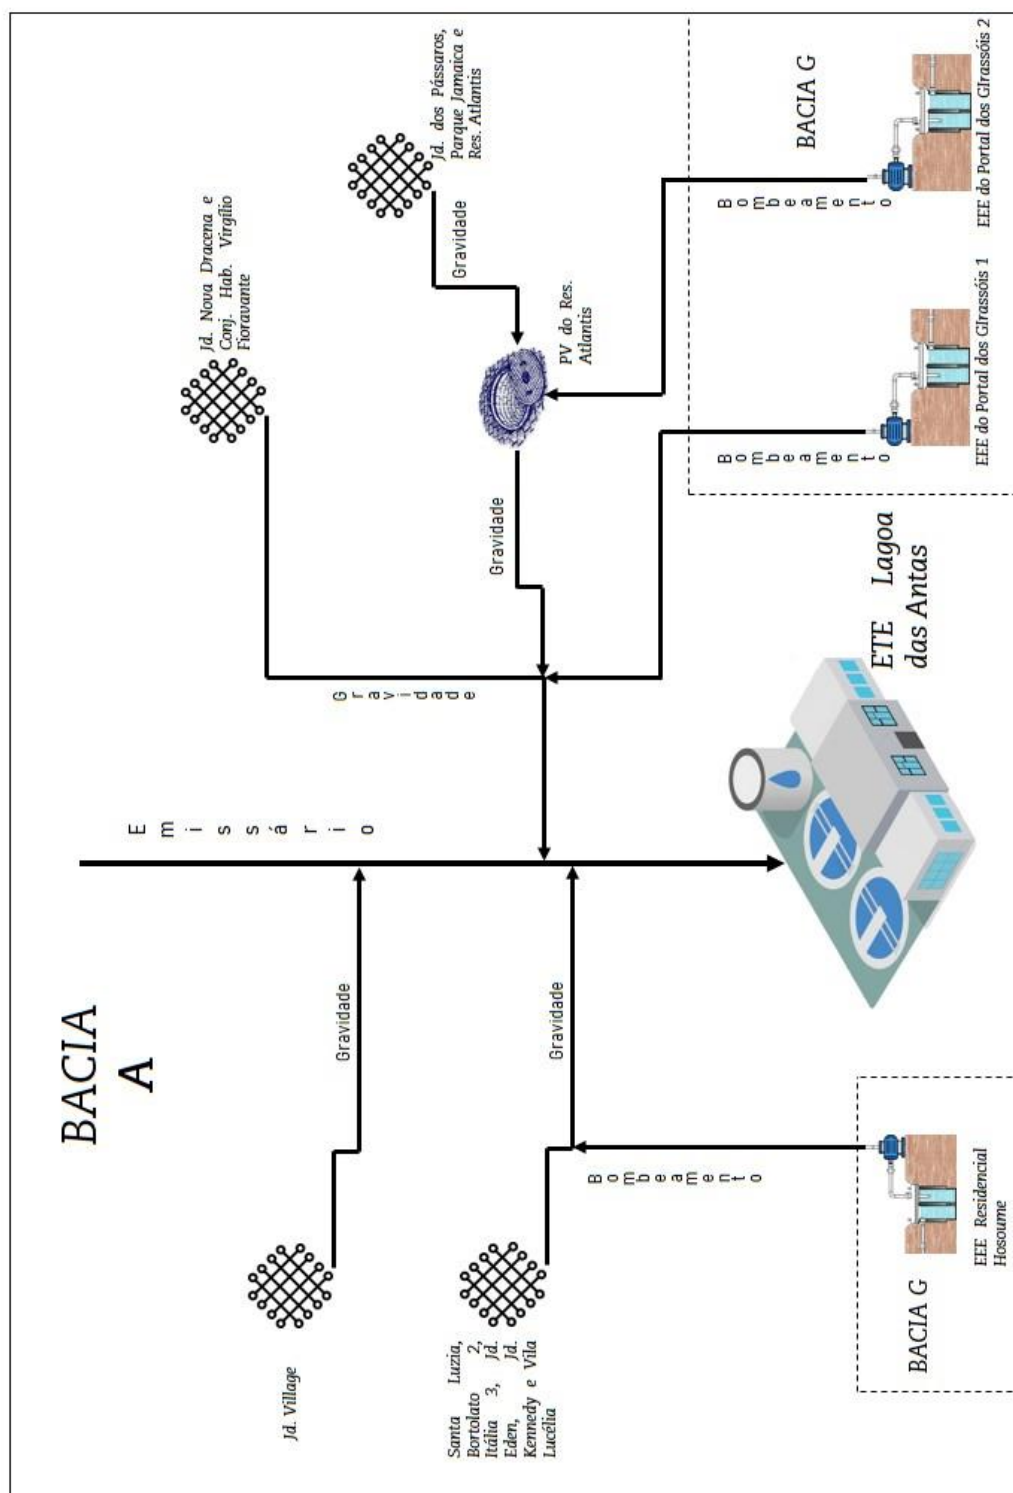 BACIA
A
Jd. Village
Gravidade
Santa Luzia,
Bortolato 2,
Itália 3, Jd.
Eden, Jd.
Kennedy e Vila
Lucélia
Gravidade
Bombeamento
BACIA G
EEE Residencial
Hosoume
Emissário
Jd. Nova Dracena e
Conj. Hab. Virgílio
Fioravante
Gravidade
Jd. dos Pássaros,
Parque Jamaica e
Res. Atlantis
Gravidade
PV do Res.
Atlantis
Gravidade
ETE Lagoa
das Antas
Bombeamento
EEE do Portal dos GIrassóis 1
Bombeamento
BACIA G
EEE do Portal dos GIrassóis 2